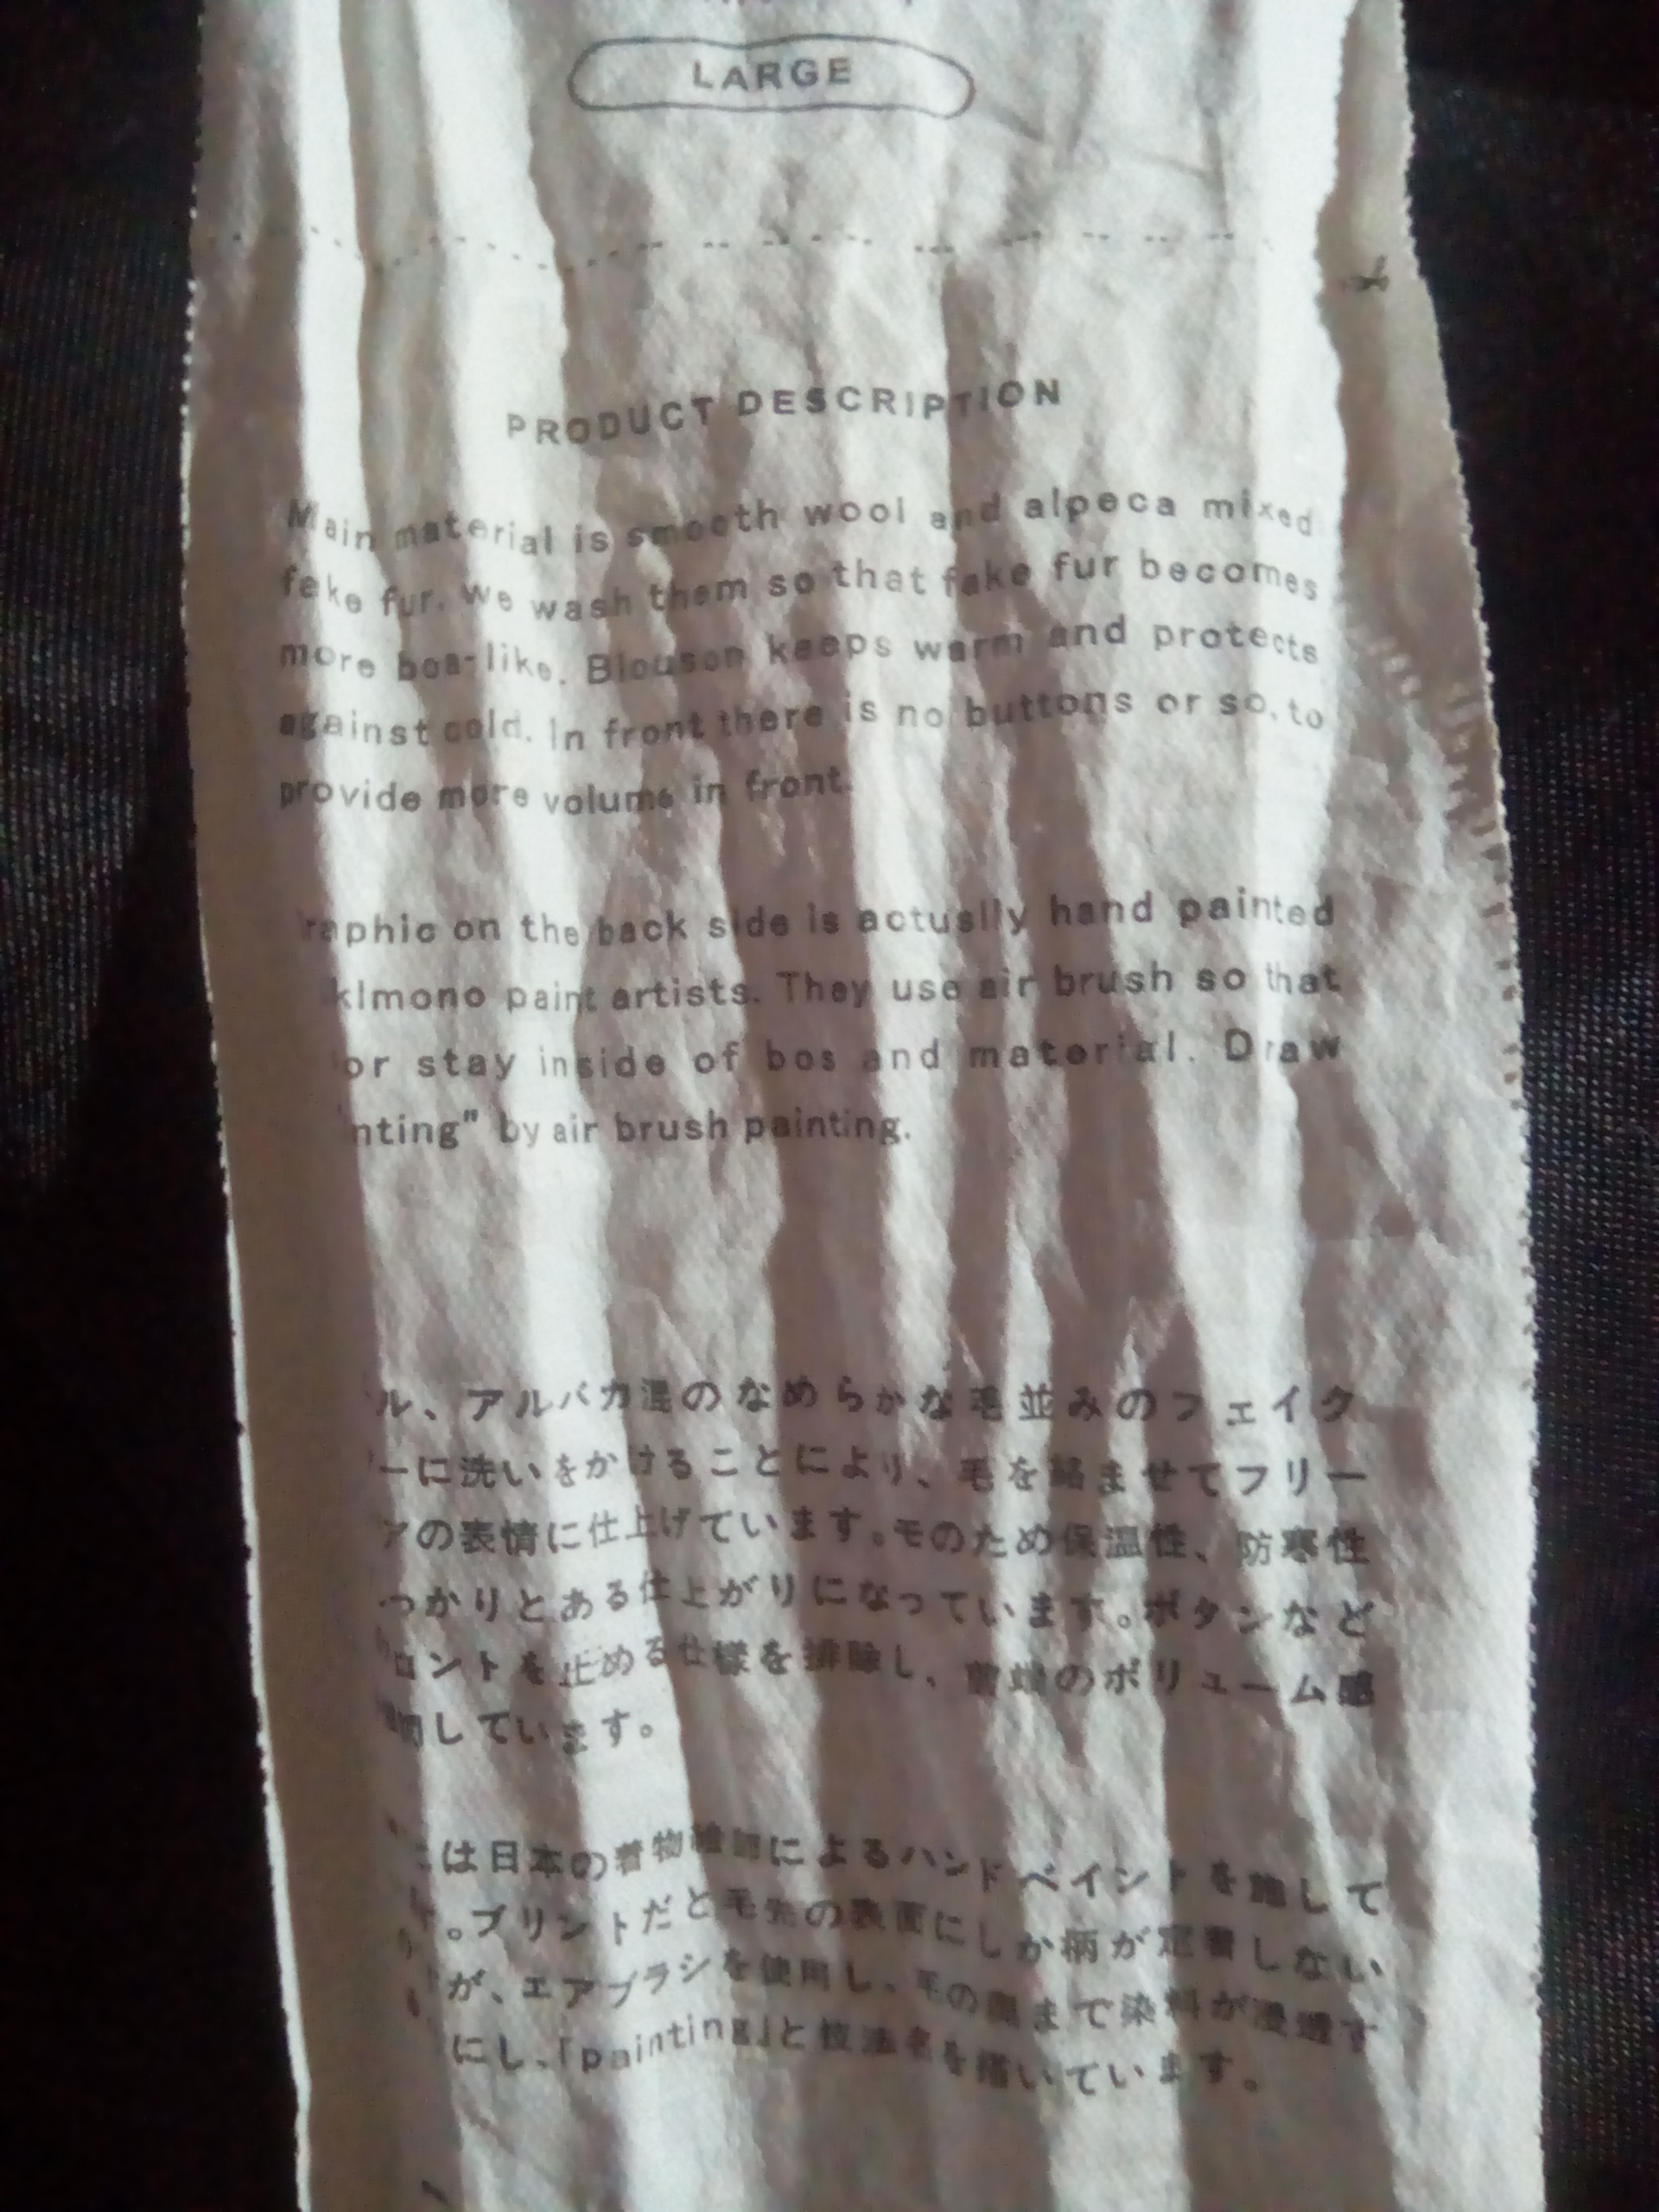 LARGE
PRODUCT DESCRIPTION
Main material is smooth wool and alpeca mixed
feke fur. We wash them so that fake fur becomes
more boa-like. Blouson keeps warm and protects
against cold. In front there is no buttons or so, to
provide more volume in front.
raphic on the back side is actuslly hand painted
kimono paint artists. They use air brush so that
or stay inside of bos and material. Draw
nting" by air brush painting.
ル、アルパカ混のなめらかな毛並みのフェイク
ーに洗いをかけることにより、毛を絡ませてフリー
アの表情に仕上げています。そのため保温性、防寒性
っかりとある仕上がりになっています。ボタンなど
ロントを止める仕様を排除し、前端のボリューム感
しています。
は日本の着物絵師によるハンドペイントを施して
。プリントだと毛先の表面にしか柄が定着しない
が、エアブラシを使用し、毛の奥まで染料が浸透す
にし、「painting」と技法名を描いています。